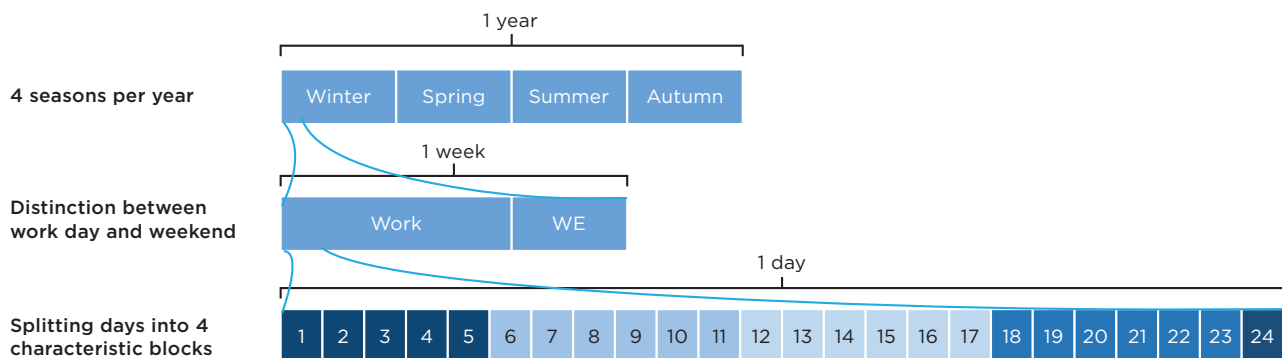 1 year
4 seasons per year
Winter Spring Summer Autumn
1 week
Distinction between
work day and weekend
Work WE
1 day
Splitting days into 4
characteristic blocks
1 2 3 4 5 6 7 8 9 10 11 12 13 14 15 16 17 18 19 20 21 22 23 24